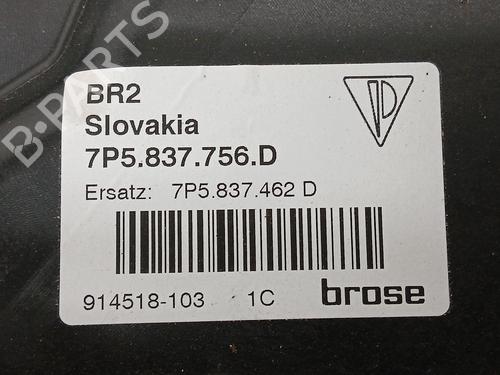 B-PARTS
BR2
Slovakia
7P5.837.756.D
Ersatz: 7P5.837.462 D
914518-103 1C brose